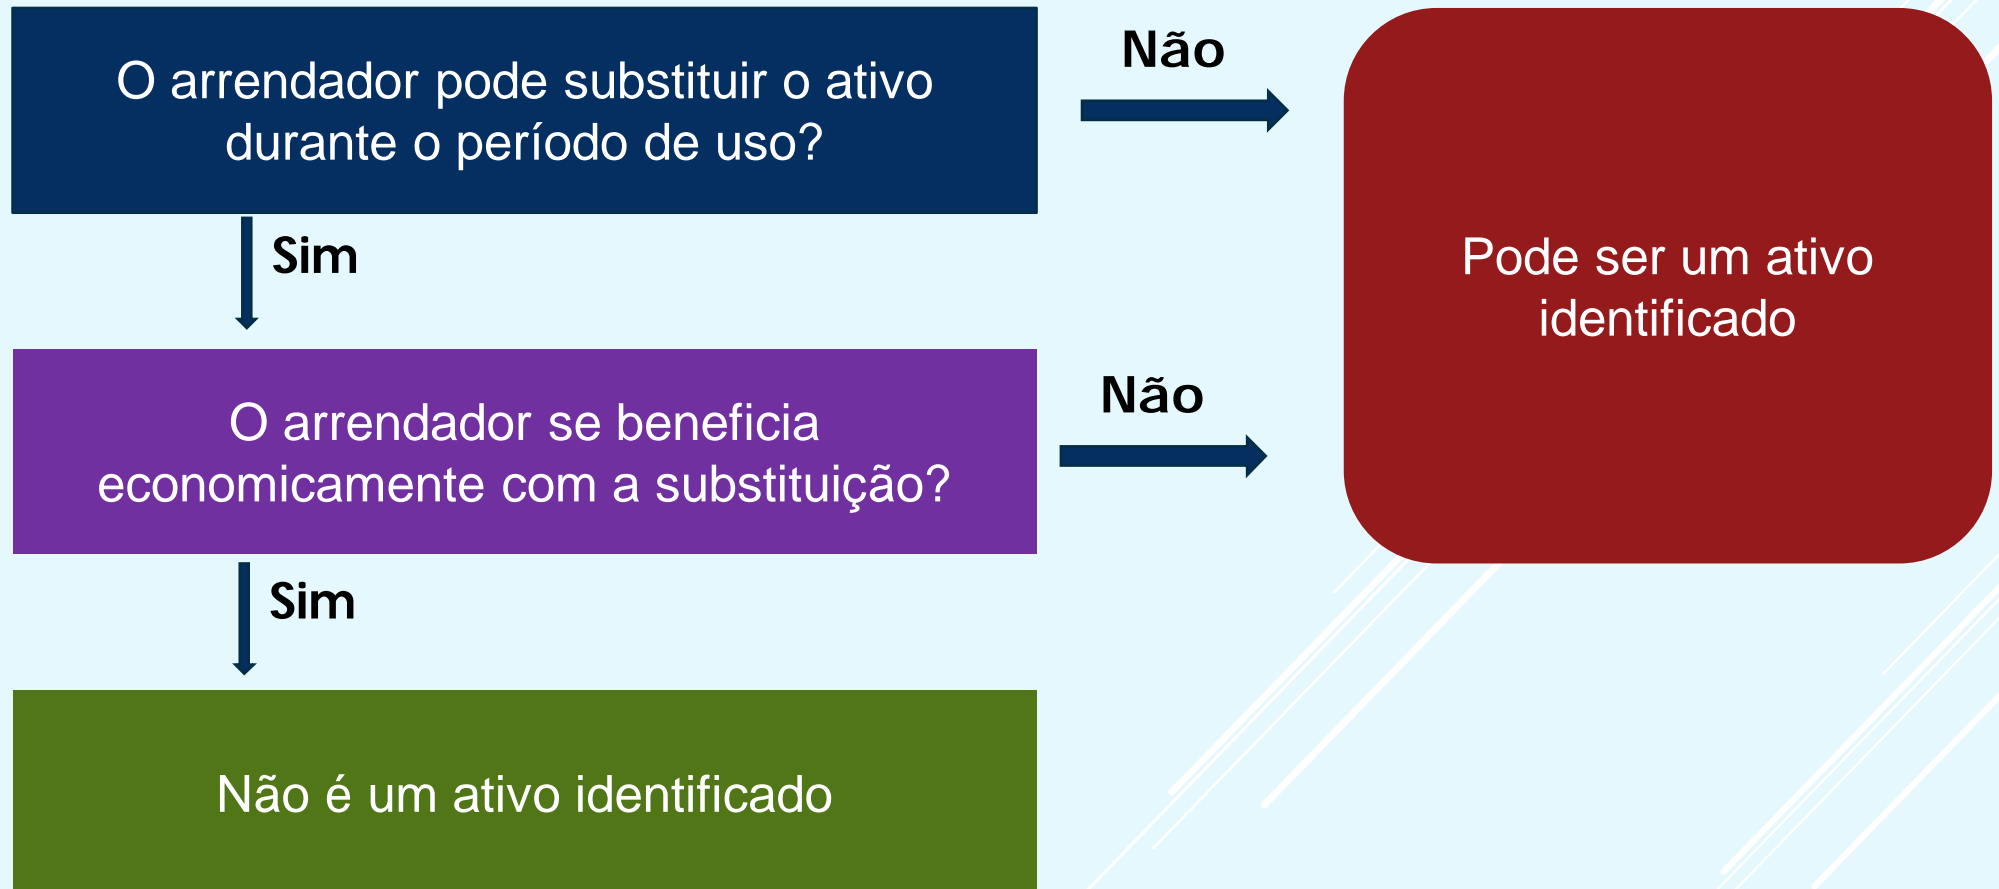 O arrendador pode substituir o ativo
durante o período de uso?
Não
Sim
Pode ser um ativo
identificado
O arrendador se beneficia
economicamente com a substituição?
Não
Sim
Não é um ativo identificado